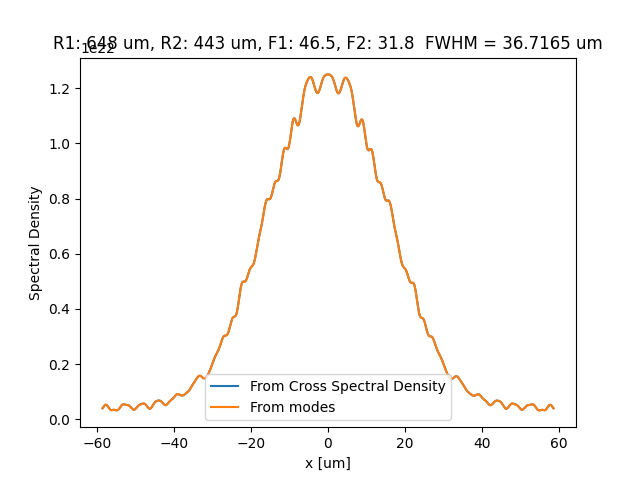 R1: 648 um, R2: 443 um, F1: 46.5, F2: 31.8  FWHM = 36.7165 um
1e22
1.2
1.0
0.8
0.6
0.4
0.2
0.0
Spectral Density
From Cross Spectral Density
From modes
−60 −40 −20 0 20 40 60
x [um]